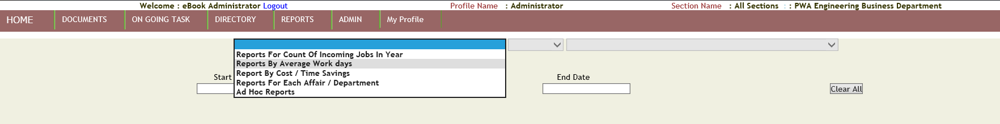 Welcome : eBook Administrator Logout Profile Name : Administrator Section Name : All Sections : : PWA Engineering Business Department
HOME DOCUMENTS ON GOING TASK DIRECTORY REPORTS ADMIN My Profile
Reports For Count Of Incoming Jobs In Year
Reports By Average Work days
Report By Cost / Time Savings
Reports For Each Affair / Department
Ad Hoc Reports
Start
End Date
Clear All